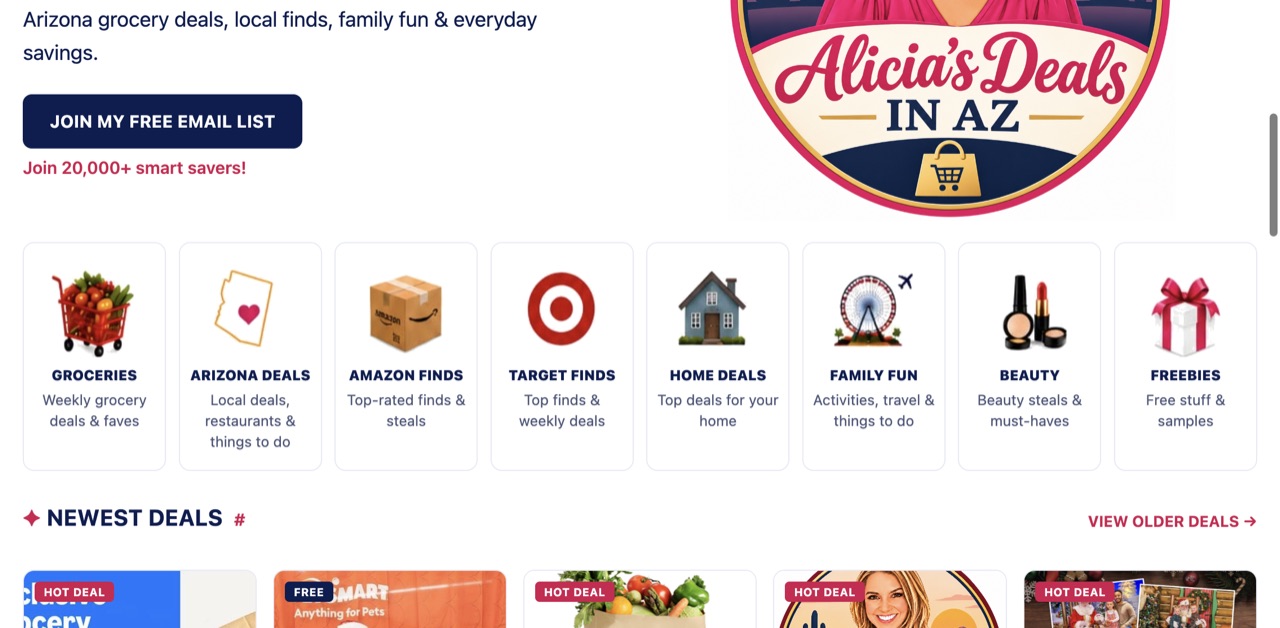 Arizona grocery deals, local finds, family fun & everyday
savings.
JOIN MY FREE EMAIL LIST
Join 20,000+ smart savers!
Alicia's Deals
IN AZ
amazon
GROCERIES
Weekly grocery
deals & faves
ARIZONA DEALS
Local deals,
restaurants &
things to do
AMAZON FINDS
Top-rated finds &
steals
TARGET FINDS
Top finds &
weekly deals
HOME DEALS
Top deals for your
home
FAMILY FUN
Activities, travel &
things to do
BEAUTY
Beauty steals &
must-haves
FREEBIES
Free stuff &
samples
NEWEST DEALS #
VIEW OLDER DEALS →
HOT DEAL
FREE
Anything for Pets
HOT DEAL
HOT DEAL
HOT DEAL